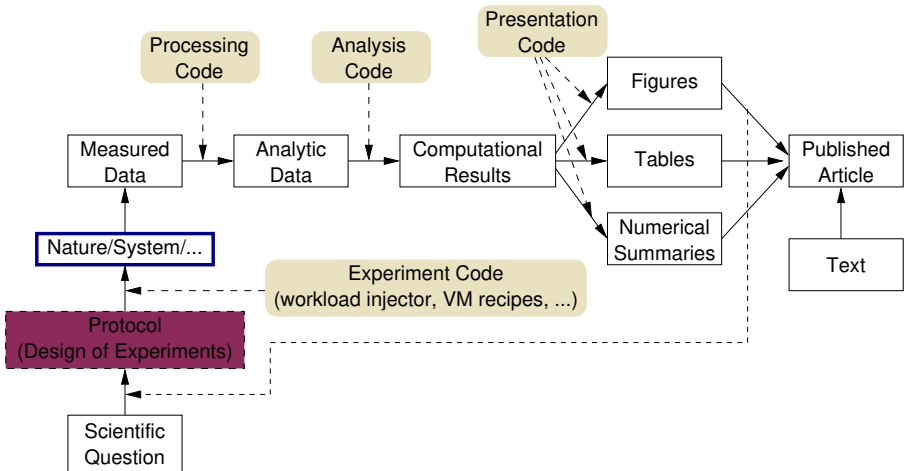 Processing
Code
Analysis
Code
Presentation
Code
Figures
Measured
Data
Analytic
Data
Computational
Results
Tables
Published
Article
Numerical
Summaries
Nature/System/...
Text
Experiment Code
(workload injector, VM recipes, ...)
Protocol
(Design of Experiments)
Scientific
Question